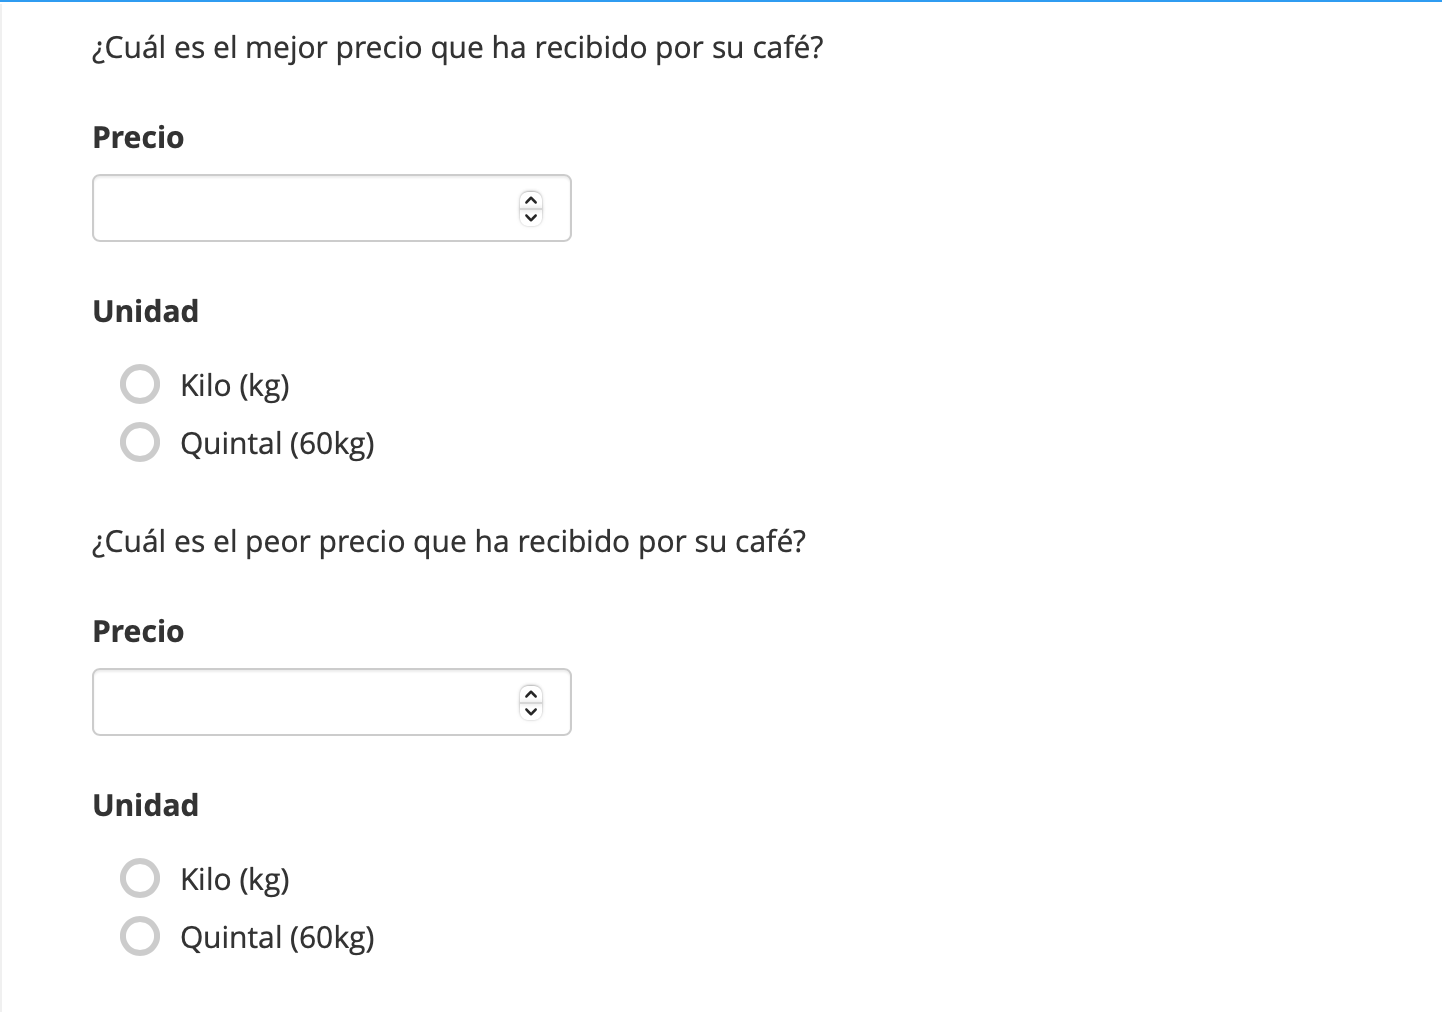 ¿Cuál es el mejor precio que ha recibido por su café?
Precio
Unidad
Kilo (kg)
Quintal (60kg)
¿Cuál es el peor precio que ha recibido por su café?
Precio
Unidad
Kilo (kg)
Quintal (60kg)